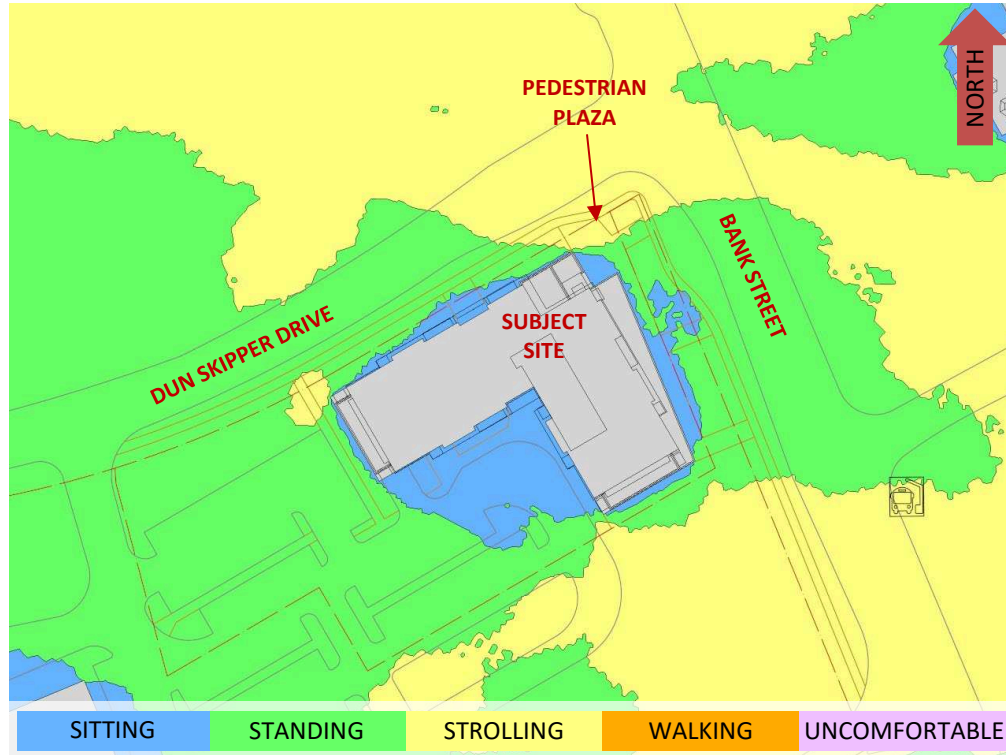 PEDESTRIAN
PLAZA
NORTH
BANK STREET
SUBJECT
SITE
DUN SKIPPER DRIVE
SITTING
STANDING
STROLLING
WALKING
UNCOMFORTABLE